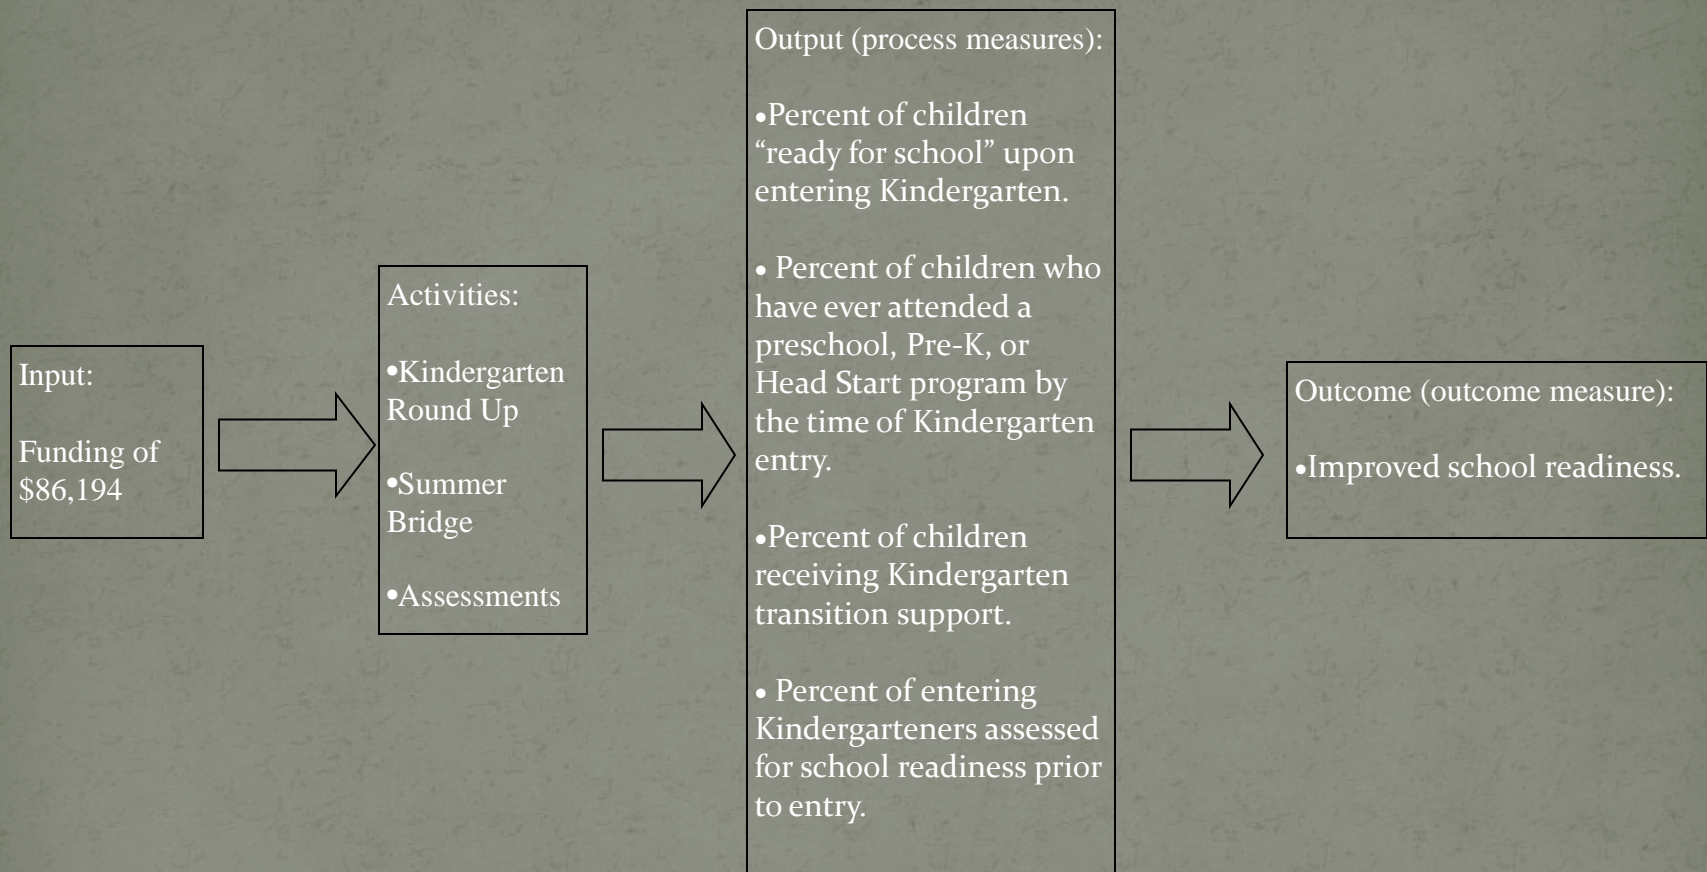 Input:
Funding of
$86,194
Activities:
•Kindergarten
Round Up
•Summer
Bridge
•Assessments
Output (process measures):
•Percent of children
“ready for school” upon
entering Kindergarten.
• Percent of children who
have ever attended a
preschool, Pre-K, or
Head Start program by
the time of Kindergarten
entry.
•Percent of children
receiving Kindergarten
transition support.
• Percent of entering
Kindergarteners assessed
for school readiness prior
to entry.
Outcome (outcome measure):
•Improved school readiness.